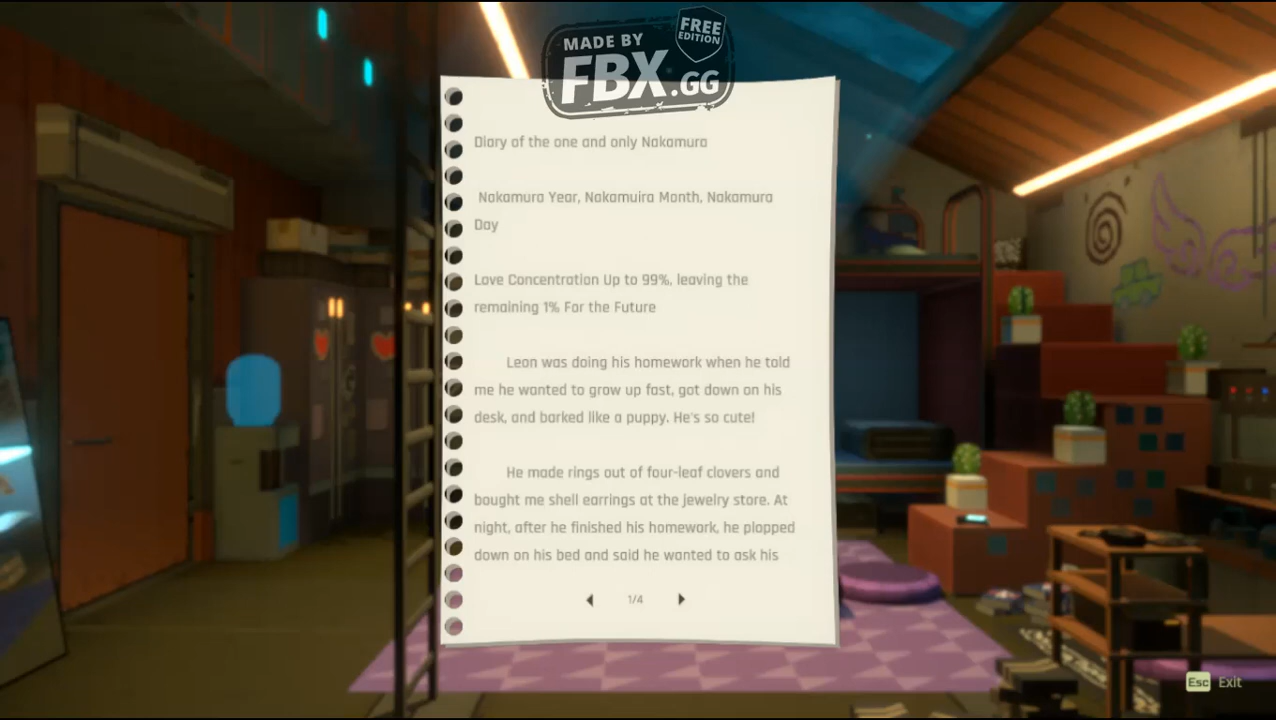 MADE BY
FREE
EDITION
FBX.GG
Diary of the one and only Nakamura
Nakamura Year, Nakamuira Month, Nakamura
Day
Love Concentration Up to 99%, leaving the
remaining 1% For the Future
Leon was doing his homework when he told
me he wanted to grow up fast, got down on his
desk, and barked like a puppy. He's so cute!
He made rings out of four-leaf clovers and
bought me shell earrings at the jewelry store. At
night, after he finished his homework, he plopped
down on his bed and said he wanted to ask his
1/4
Esc Exit